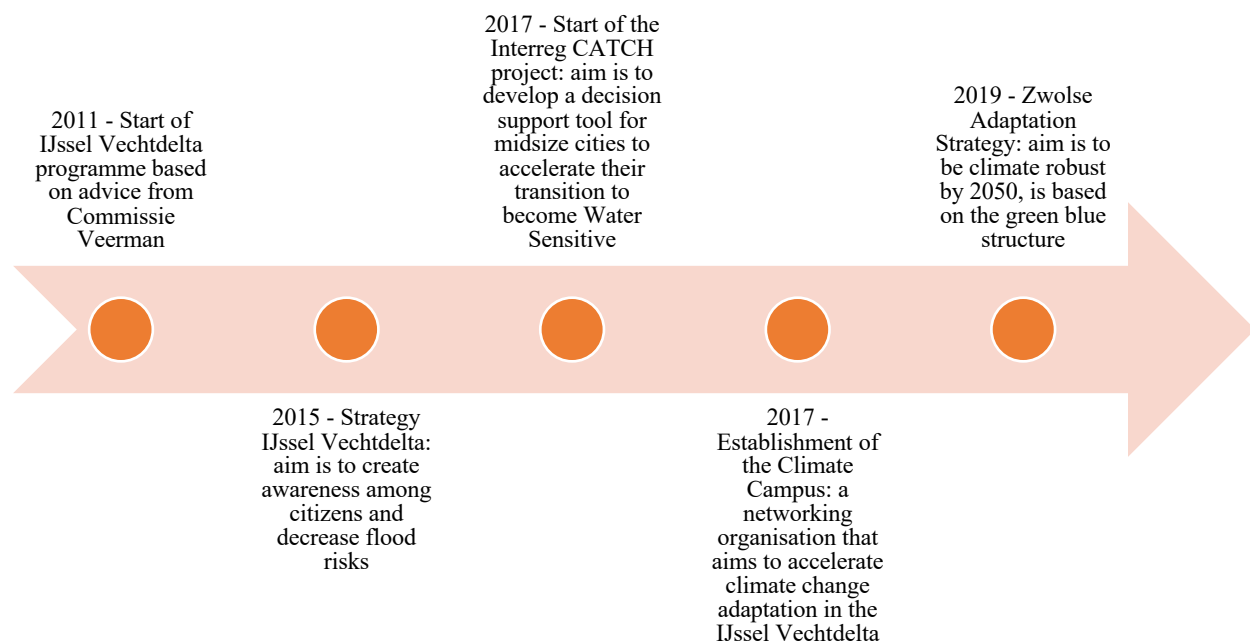 2011 - Start of
IJssel Vechtdelta
programme based
on advice from
Commissie
Veerman
2015 - Strategy
IJssel Vechtdelta:
aim is to create
awareness among
citizens and
decrease flood
risks
2017 - Start of the
Interreg CATCH
project: aim is to
develop a decision
support tool for
midsize cities to
accelerate their
transition to
become Water
Sensitive
2017 -
Establishment of
the Climate
Campus: a
networking
organisation that
aims to accelerate
climate change
adaptation in the
IJssel Vechtdelta
2019 - Zwolse
Adaptation
Strategy: aim is to
be climate robust
by 2050, is based
on the green blue
structure